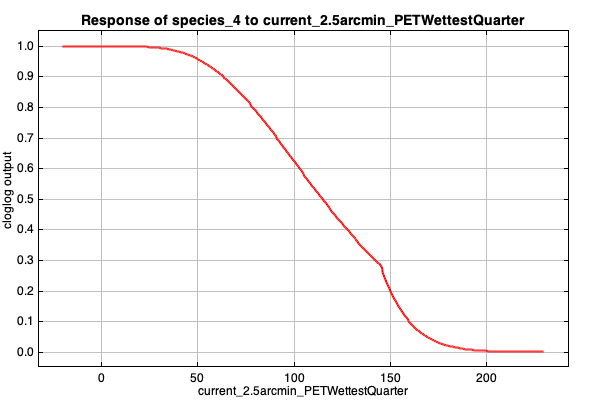 Response of species_4 to current_2.5arcmin_PETWettestQuarter
cloglog output
1.0
0.9
0.8
0.7
0.6
0.5
0.4
0.3
0.2
0.1
0.0
0 50 100 150 200
current_2.5arcmin_PETWettestQuarter